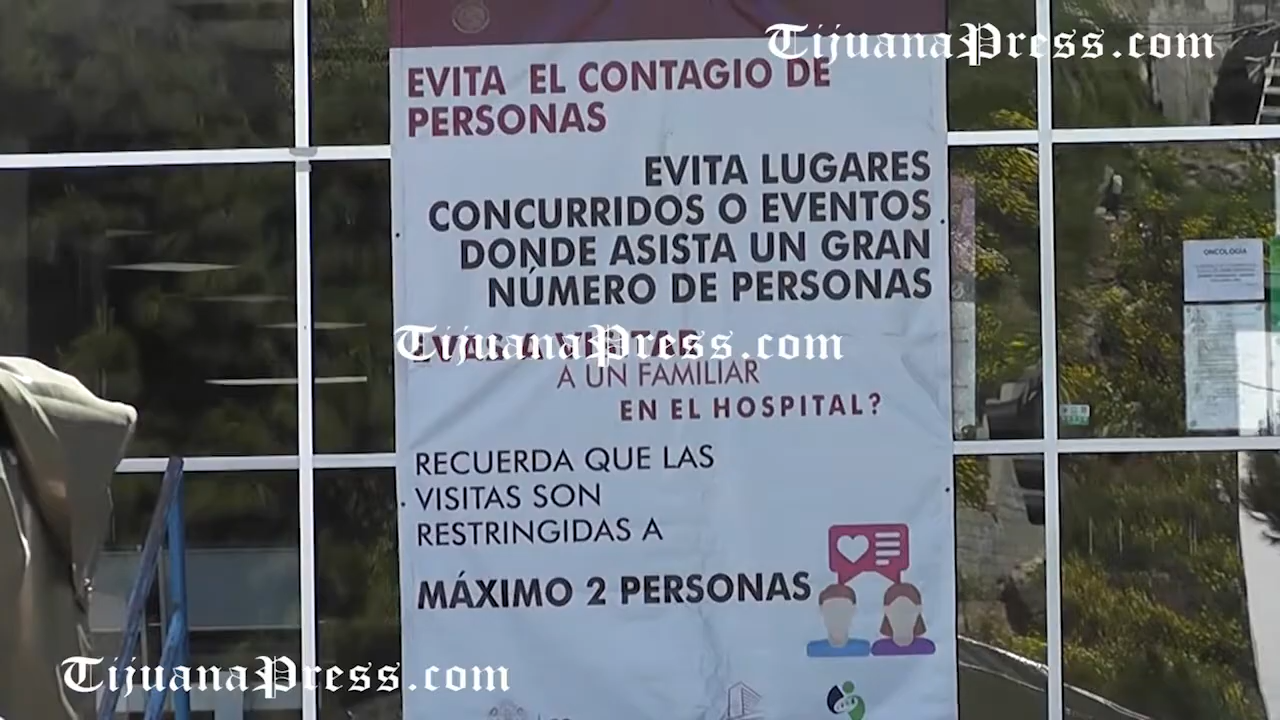 TijuanaPress.com
EVITA EL CONTAGIO DE
PERSONAS
EVITA LUGARES
CONCURRIDOS O EVENTOS
DONDE ASISTA UN GRAN
NÚMERO DE PERSONAS
TijuanaPress.com
A UN FAMILIAR
EN EL HOSPITAL?
RECUERDA QUE LAS
VISITAS SON
RESTRINGIDAS A
MÁXIMO 2 PERSONAS
ONCOLOGIA
TijuanaPress.com